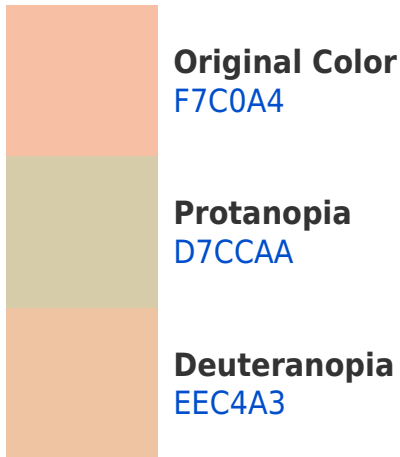 Original Color
F7C0A4
Protanopia
D7CCAA
Deuteranopia
EEC4A3